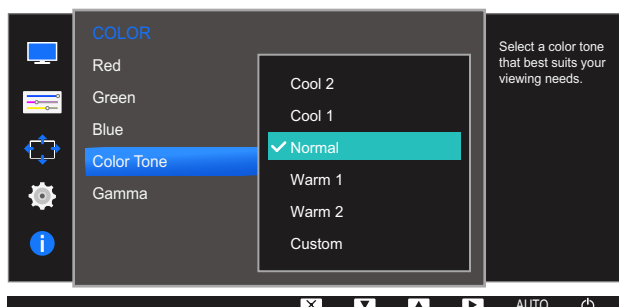 COLOR
Red
Green
Blue
Color Tone
Gamma
Cool 2
Cool 1
Normal
Warm 1
Warm 2
Custom
Select a color tone
that best suits your
viewing needs.
AUTO